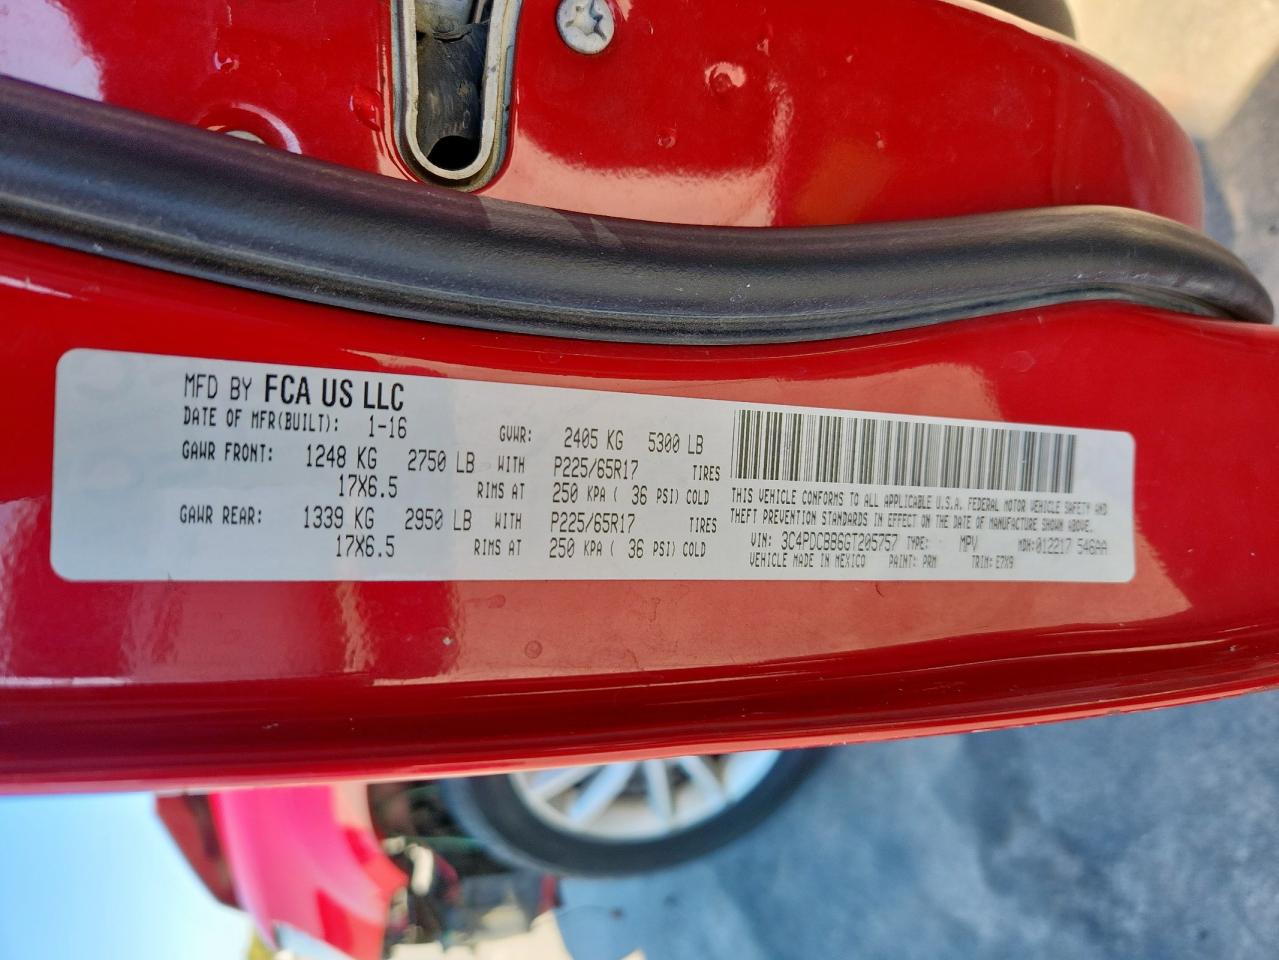 MFD BY FCA US LLC
DATE OF MFR(BUILT): 1-16 GVWR: 2405 KG 5300 LB
GAWR FRONT: 1248 KG 2750 LB WITH P225/65R17 TIRES
17X6.5 RIMS AT 250 KPA ( 36 PSI) COLD
GAWR REAR: 1339 KG 2950 LB WITH P225/65R17 TIRES
17X6.5 RIMS AT 250 KPA ( 36 PSI) COLD
THIS VEHICLE CONFORMS TO ALL APPLICABLE U.S.A. FEDERAL MOTOR VEHICLE SAFETY AND
THEFT PREVENTION STANDARDS IN EFFECT ON THE DATE OF MANUFACTURE SHOWN ABOVE.
VIN: 3C4PDCBB6GT205757 TYPE: MPV MDH: 012217 546AA
VEHICLE MADE IN MEXICO PAINT: PRM TRIM: E7X9